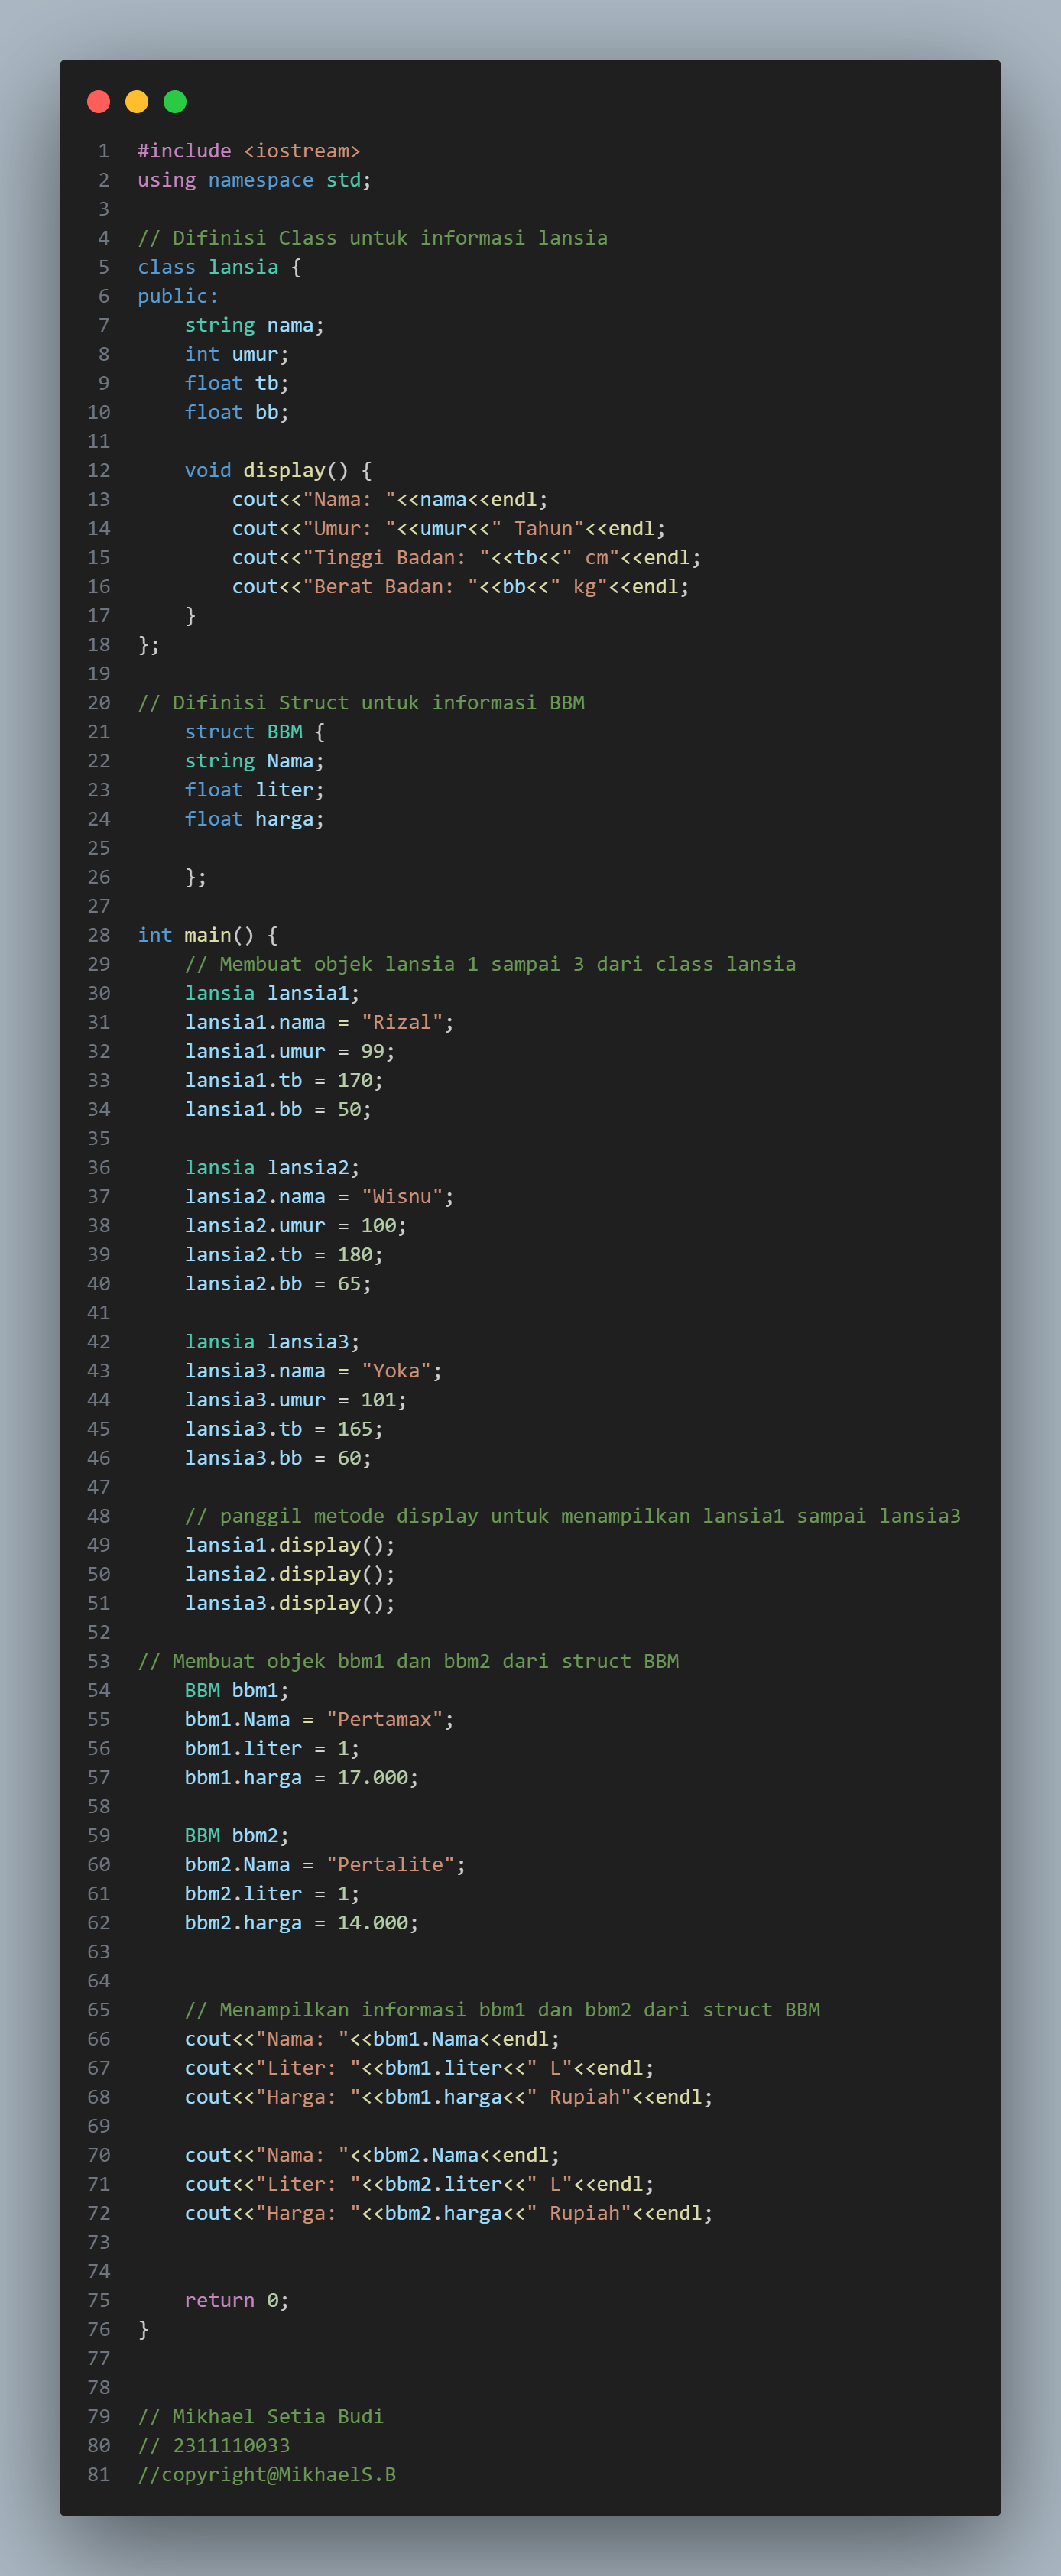 1 #include <iostream>
2 using namespace std;
3
4 // Difinisi Class untuk informasi lansia
5 class lansia {
6 public:
7     string nama;
8     int umur;
9     float tb;
10     float bb;
11
12     void display() {
13         cout<<"Nama: "<<nama<<endl;
14         cout<<"Umur: "<<umur<<" Tahun"<<endl;
15         cout<<"Tinggi Badan: "<<tb<<" cm"<<endl;
16         cout<<"Berat Badan: "<<bb<<" kg"<<endl;
17     }
18 };
19
20 // Difinisi Struct untuk informasi BBM
21     struct BBM {
22     string Nama;
23     float liter;
24     float harga;
25
26     };
27
28 int main() {
29     // Membuat objek lansia 1 sampai 3 dari class lansia
30     lansia lansia1;
31     lansia1.nama = "Rizal";
32     lansia1.umur = 99;
33     lansia1.tb = 170;
34     lansia1.bb = 50;
35
36     lansia lansia2;
37     lansia2.nama = "Wisnu";
38     lansia2.umur = 100;
39     lansia2.tb = 180;
40     lansia2.bb = 65;
41
42     lansia lansia3;
43     lansia3.nama = "Yoka";
44     lansia3.umur = 101;
45     lansia3.tb = 165;
46     lansia3.bb = 60;
47
48     // panggil metode display untuk menampilkan lansia1 sampai lansia3
49     lansia1.display();
50     lansia2.display();
51     lansia3.display();
52
53 // Membuat objek bbm1 dan bbm2 dari struct BBM
54     BBM bbm1;
55     bbm1.Nama = "Pertamax";
56     bbm1.liter = 1;
57     bbm1.harga = 17.000;
58
59     BBM bbm2;
60     bbm2.Nama = "Pertalite";
61     bbm2.liter = 1;
62     bbm2.harga = 14.000;
63
64
65     // Menampilkan informasi bbm1 dan bbm2 dari struct BBM
66     cout<<"Nama: "<<bbm1.Nama<<endl;
67     cout<<"Liter: "<<bbm1.liter<<" L"<<endl;
68     cout<<"Harga: "<<bbm1.harga<<" Rupiah"<<endl;
69
70     cout<<"Nama: "<<bbm2.Nama<<endl;
71     cout<<"Liter: "<<bbm2.liter<<" L"<<endl;
72     cout<<"Harga: "<<bbm2.harga<<" Rupiah"<<endl;
73
74
75     return 0;
76 }
77
78
79 // Mikhael Setia Budi
80 // 2311110033
81 //copyright@MikhaelS.B